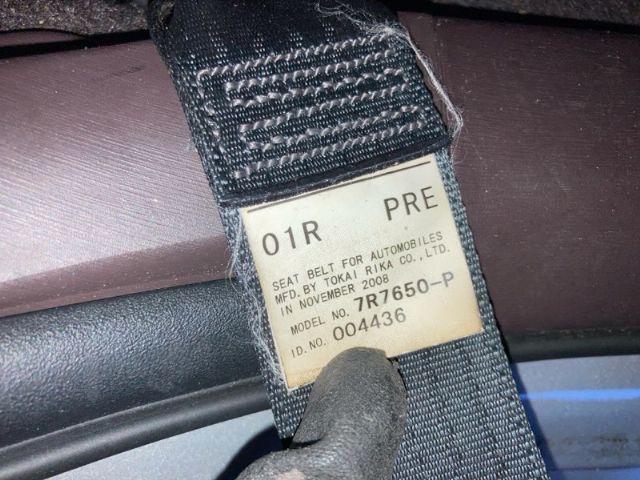 01R PRE
SEAT BELT FOR AUTOMOBILES
MFD. BY TOKAI RIKA CO., LTD.
IN NOVEMBER 2008
MODEL NO. 7R7650-P
ID. NO. 004436